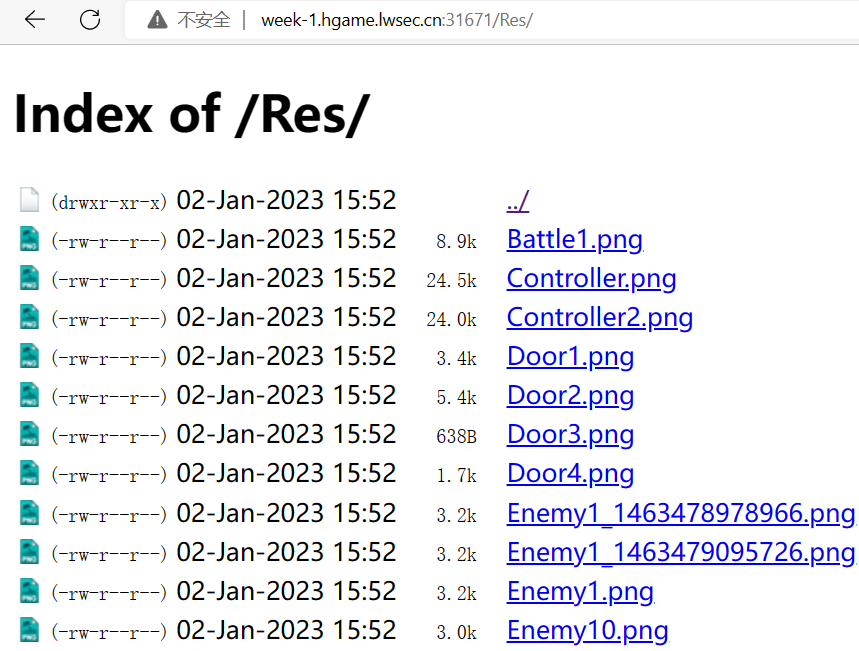 不安全 | week-1.hgame.lwsec.cn:31671/Res/
Index of /Res/
(drwxr-xr-x) 02-Jan-2023 15:52 ../
(-rw-r--r--) 02-Jan-2023 15:52 8.9k Battle1.png
(-rw-r--r--) 02-Jan-2023 15:52 24.5k Controller.png
(-rw-r--r--) 02-Jan-2023 15:52 24.0k Controller2.png
(-rw-r--r--) 02-Jan-2023 15:52 3.4k Door1.png
(-rw-r--r--) 02-Jan-2023 15:52 5.4k Door2.png
(-rw-r--r--) 02-Jan-2023 15:52 638B Door3.png
(-rw-r--r--) 02-Jan-2023 15:52 1.7k Door4.png
(-rw-r--r--) 02-Jan-2023 15:52 3.2k Enemy1_1463478978966.png
(-rw-r--r--) 02-Jan-2023 15:52 3.2k Enemy1_1463479095726.png
(-rw-r--r--) 02-Jan-2023 15:52 3.2k Enemy1.png
(-rw-r--r--) 02-Jan-2023 15:52 3.0k Enemy10.png